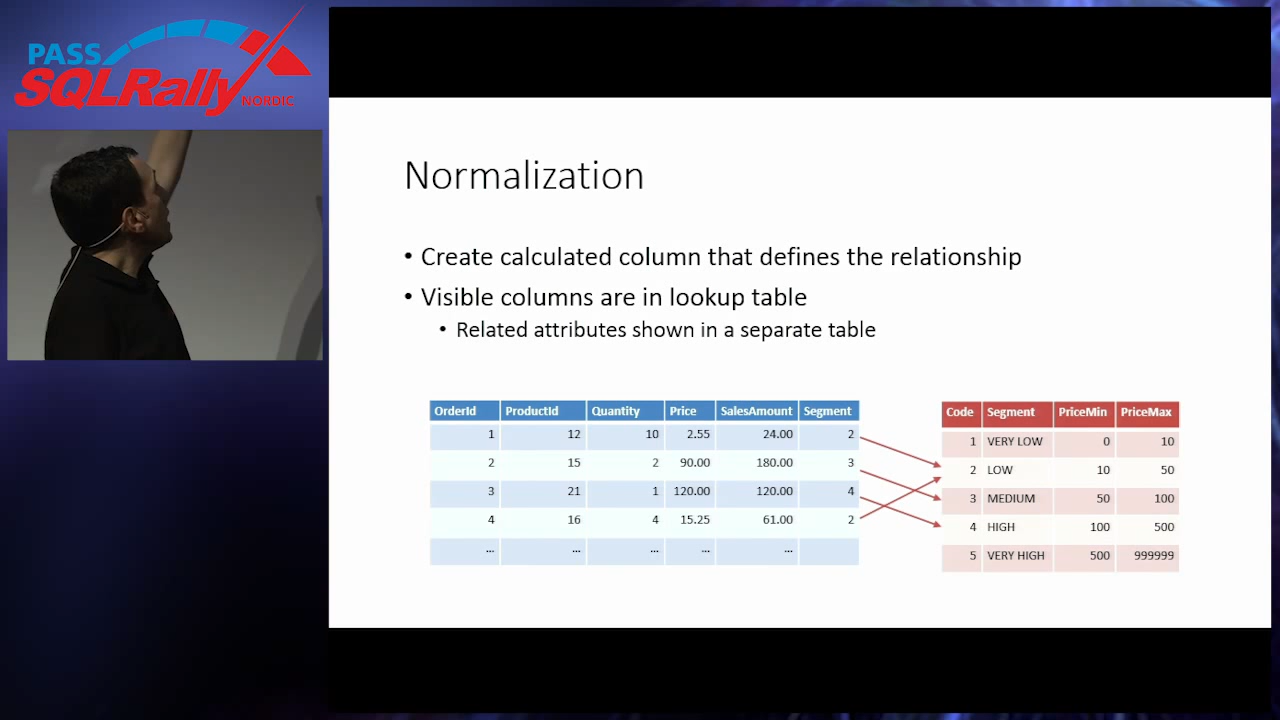 PASS
SQLRally
NORDIC
Normalization
• Create calculated column that defines the relationship
• Visible columns are in lookup table
• Related attributes shown in a separate table
OrderId ProductId Quantity Price SalesAmount Segment
1 12 10 2.55 24.00 2
2 15 2 90.00 180.00 3
3 21 1 120.00 120.00 4
4 16 4 15.25 61.00 2
... ... ... ... ...
Code Segment PriceMin PriceMax
1 VERY LOW 0 10
2 LOW 10 50
3 MEDIUM 50 100
4 HIGH 100 500
5 VERY HIGH 500 999999